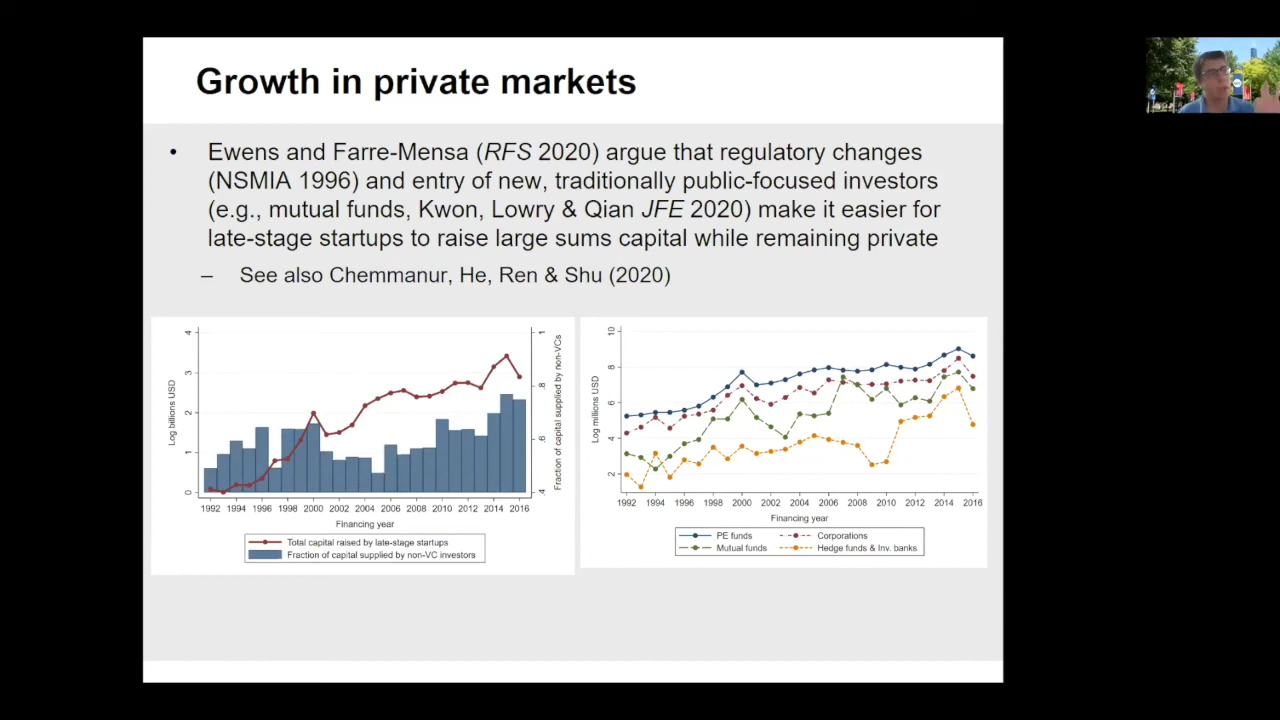 Growth in private markets
• Ewens and Farre-Mensa (RFS 2020) argue that regulatory changes
(NSMIA 1996) and entry of new, traditionally public-focused investors
(e.g., mutual funds, Kwon, Lowry & Qian JFE 2020) make it easier for
late-stage startups to raise large sums capital while remaining private
– See also Chemmanur, He, Ren & Shu (2020)
Log billions USD
4
3
2
1
0
1
.8
.6
.4
Fraction of capital supplied by non-VCs
1992 1994 1996 1998 2000 2002 2004 2006 2008 2010 2012 2014 2016
Financing year
Total capital raised by late-stage startups
Fraction of capital supplied by non-VC investors
Log millions USD
10
8
6
4
2
1992 1994 1996 1998 2000 2002 2004 2006 2008 2010 2012 2014 2016
Financing year
PE funds Corporations
Mutual funds Hedge funds & Inv. banks